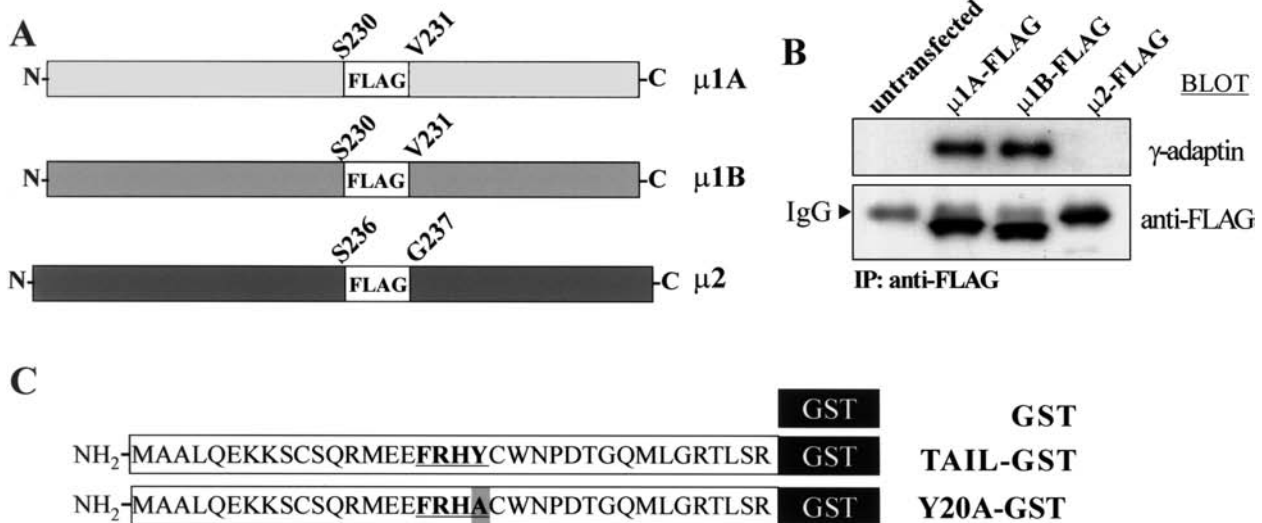 A
S230 V231
N- FLAG -C μ1A
S230 V231
N- FLAG -C μ1B
S236 G237
N- FLAG -C μ2
B
untransfected μ1A-FLAG μ1B-FLAG μ2-FLAG BLOT
γ-adaptin
IgG anti-FLAG
IP: anti-FLAG
C
GST GST
NH2-MAALQEKKSCSQRMEEFRHYCWNPDTGQMLGRTLSR GST TAIL-GST
NH2-MAALQEKKSCSQRMEEFRHACWNPDTGQMLGRTLSR GST Y20A-GST